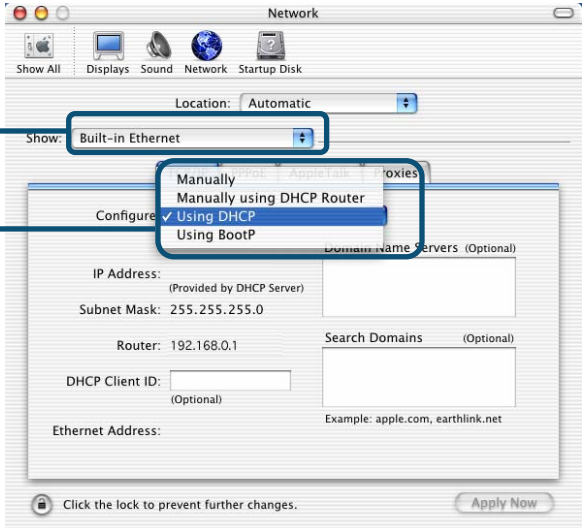 Network
Show All Displays Sound Network Startup Disk
Location: Automatic
Show: Built-in Ethernet
PPPoE AppleTalk Proxies
Configure
Manually
Manually using DHCP Router
✓ Using DHCP
Using BootP
Domain Name Servers (Optional)
IP Address:
(Provided by DHCP Server)
Subnet Mask: 255.255.255.0
Router: 192.168.0.1
Search Domains (Optional)
DHCP Client ID:
(Optional)
Example: apple.com, earthlink.net
Ethernet Address:
Click the lock to prevent further changes.
Apply Now